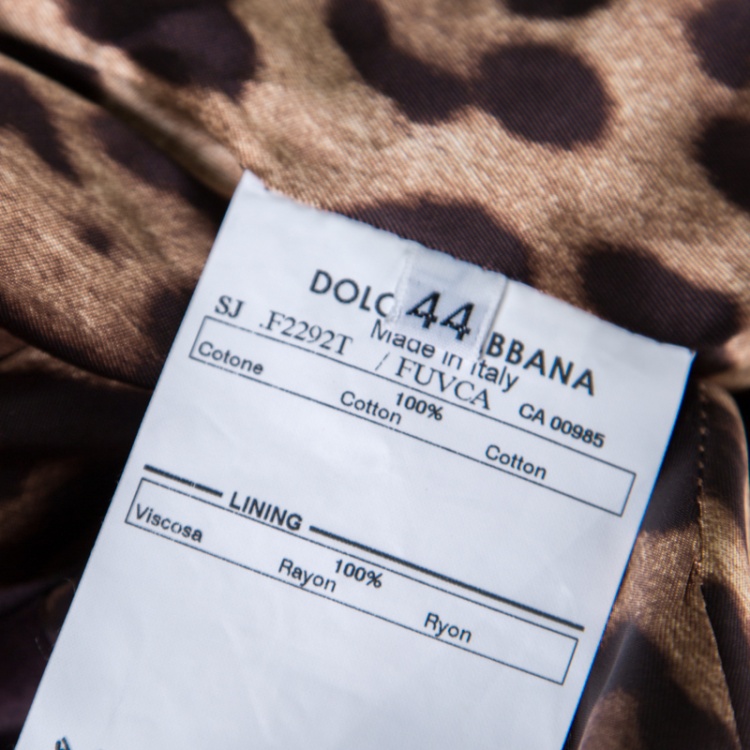 44
DOLC BBANA
Made in Italy
SJ .F2292T / FUVCA CA 00985
100%
Cotone Cotton Cotton
LINING
100%
Viscosa Rayon Ryon